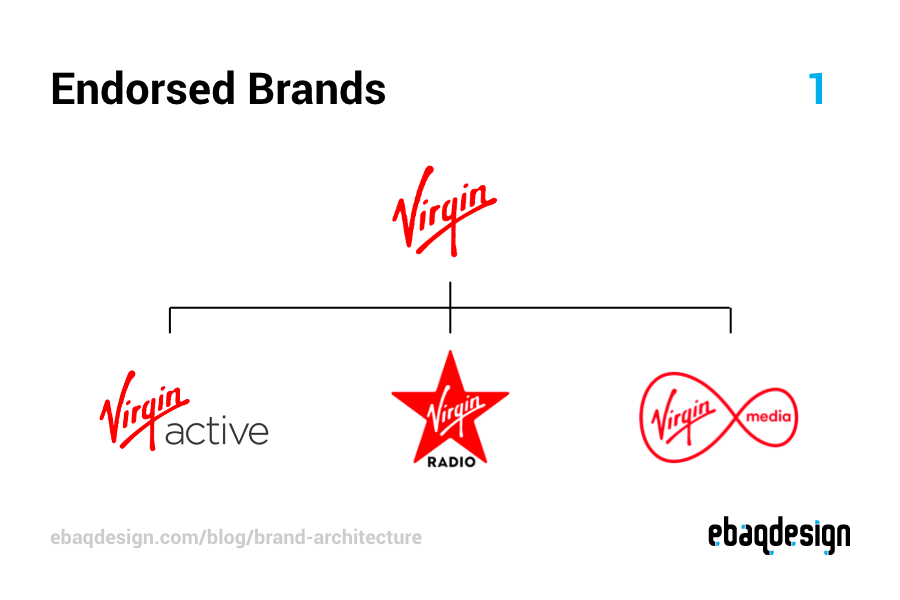 Endorsed Brands
1
Virgin
Virgin active
Virgin
RADIO
Virgin media
ebaqdesign.com/blog/brand-architecture
ebaqdesign